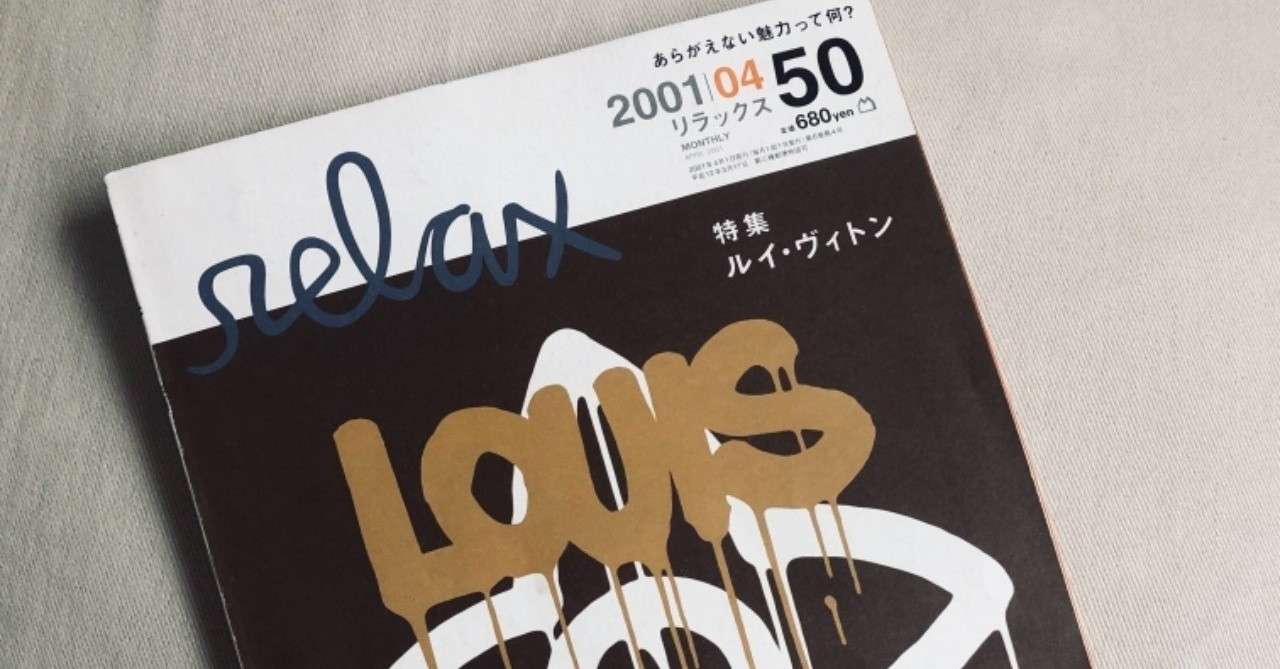 あらがえない魅力って何?
2001|04 50
リラックス
定価680yen
MONTHLY
APRIL 2001
relax
特集
ルイ・ヴィトン
LOUIS